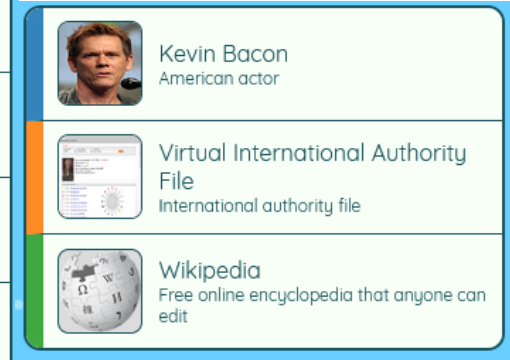 Kevin Bacon
American actor
Virtual International Authority
File
International authority file
Wikipedia
Free online encyclopedia that anyone can
edit